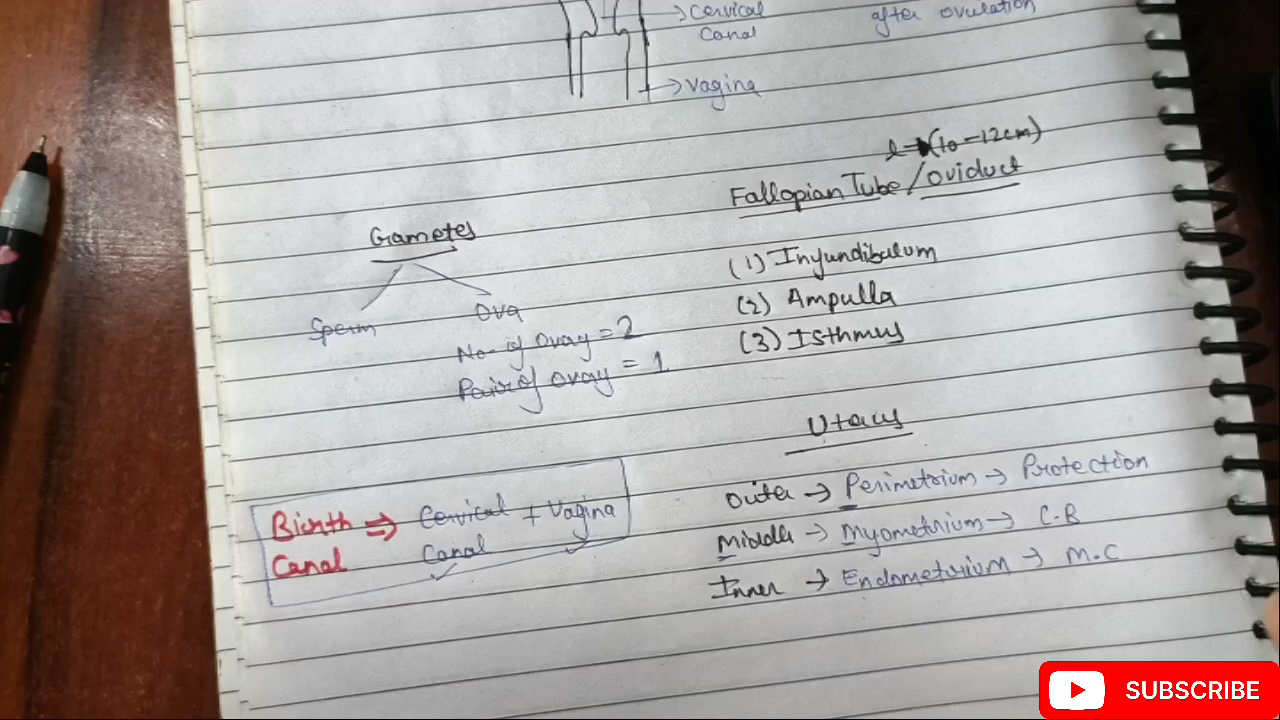 → Cervical
Canal
after ovulation
→ vagina
l → (10-12cm)
Fallopian Tube / oviduct
(1) Infundibulum
(2) Ampulla
(3) Isthmus
Gametes
Sperm
Ova
No. of ovary = 2
Pair of ovary = 1
Uterus
Outer → Perimetrium → Protection
Middle → Myometrium → C.B
Inner → Endometrium → M.C
Birth ⇒ Cervical + Vagina
Canal Canal
SUBSCRIBE